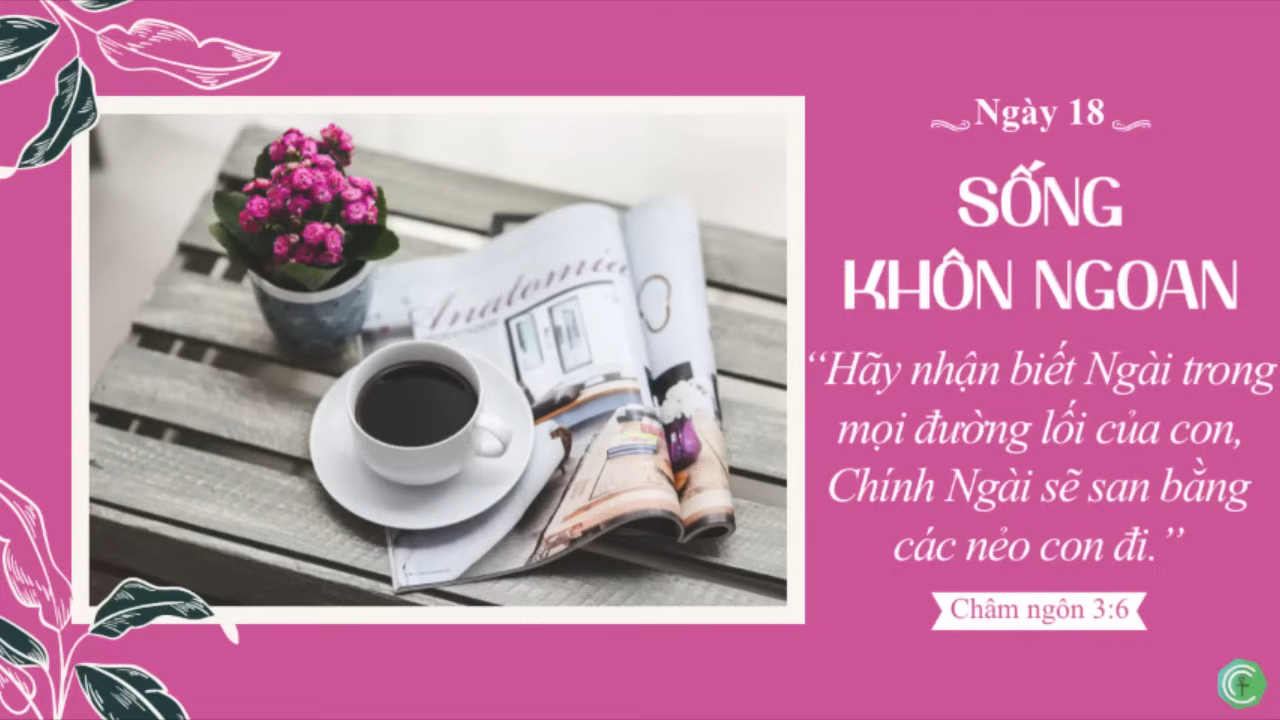 Ngày 18
SỐNG
KHÔN NGOAN
“Hãy nhận biết Ngài trong
mọi đường lối của con,
Chính Ngài sẽ san bằng
các nẻo con đi.”
Châm ngôn 3:6
Anatomia